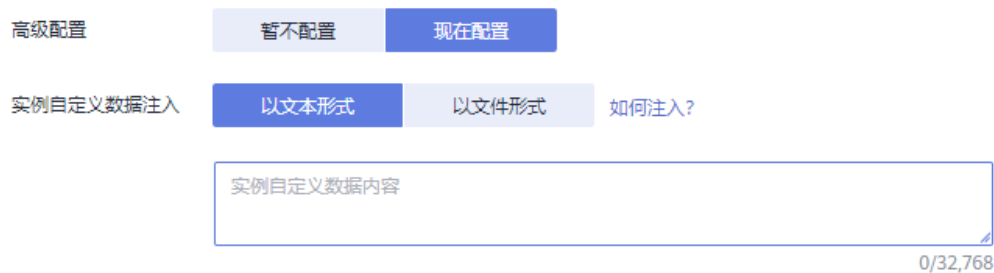 高级配置 暂不配置 现在配置
实例自定义数据注入 以文本形式 以文件形式 如何注入?
实例自定义数据内容
0/32,768